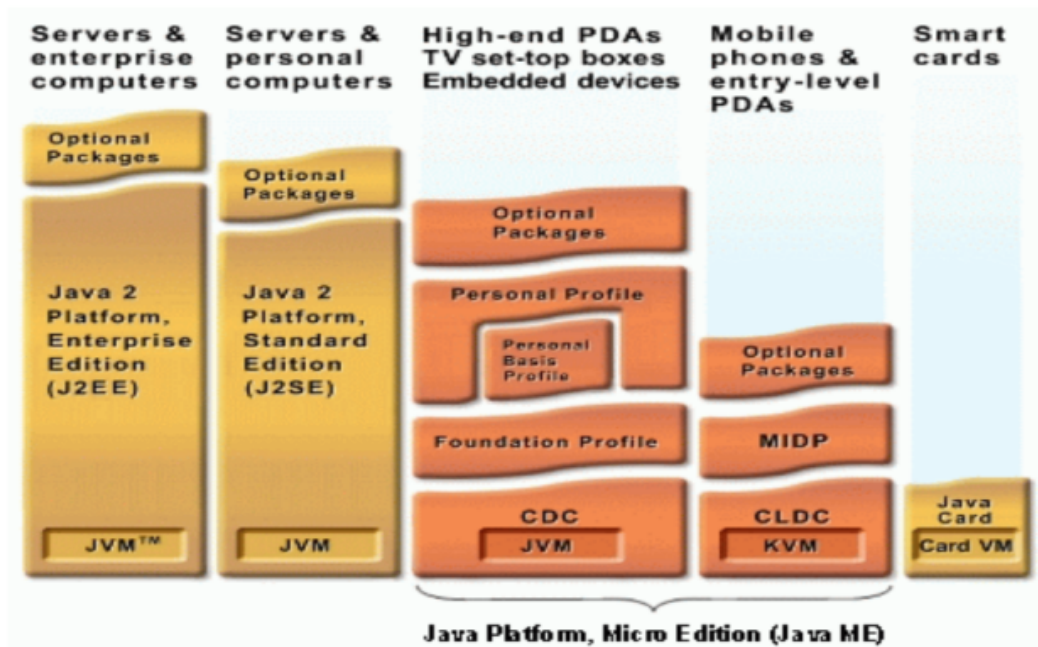 Servers &
enterprise
computers
Servers &
personal
computers
High-end PDAs
TV set-top boxes
Embedded devices
Mobile
phones &
entry-level
PDAs
Smart
cards
Optional
Packages
Java 2
Platform,
Enterprise
Edition
(J2EE)
JVM™
Optional
Packages
Java 2
Platform,
Standard
Edition
(J2SE)
JVM
Optional
Packages
Personal Profile
Personal
Basis
Profile
Foundation Profile
CDC
JVM
Optional
Packages
MIDP
CLDC
KVM
Java
Card
Card VM
Java Platform, Micro Edition (Java ME)